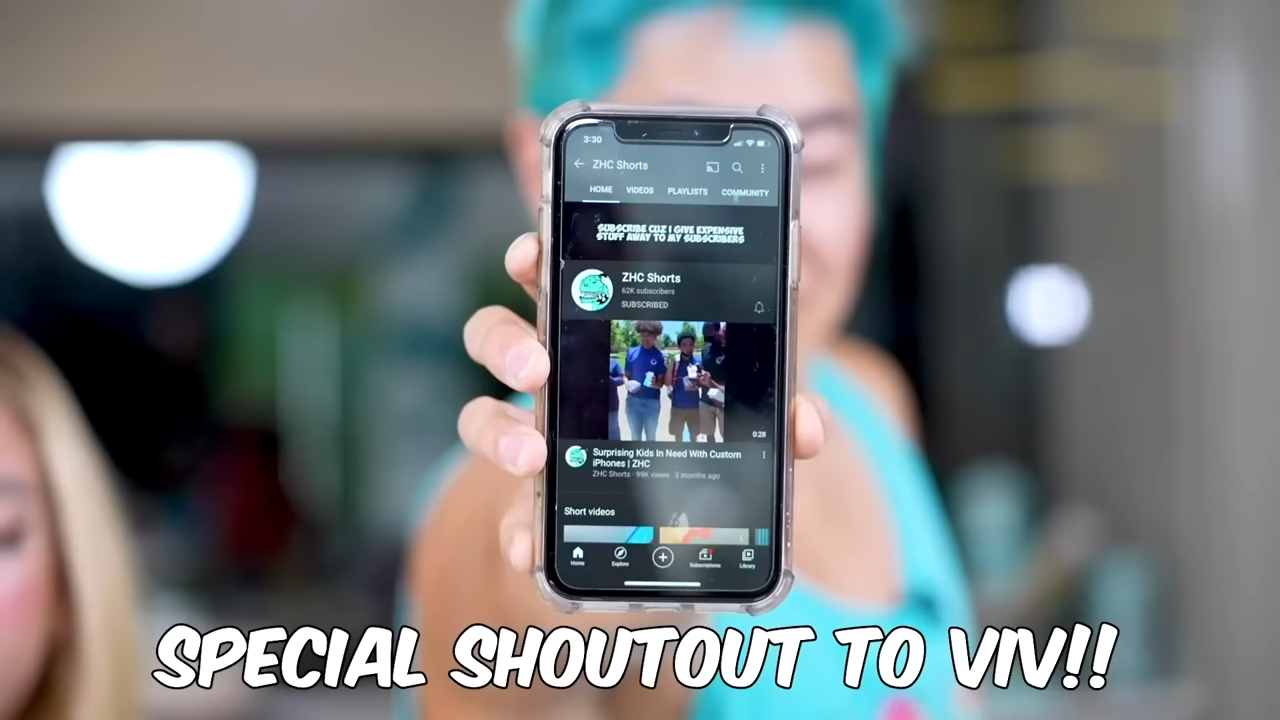 3:30
ZHC Shorts
HOME VIDEOS PLAYLISTS COMMUNITY
SUBSCRIBE CUZ I GIVE EXPENSIVE
STUFF AWAY TO MY SUBSCRIBERS
ZHC Shorts
62K subscribers
SUBSCRIBED
0:28
Surprising Kids In Need With Custom
iPhones | ZHC
ZHC Shorts · 99K views · 3 months ago
Short videos
Home Explore Subscriptions Library
SPECIAL SHOUTOUT TO VIV!!